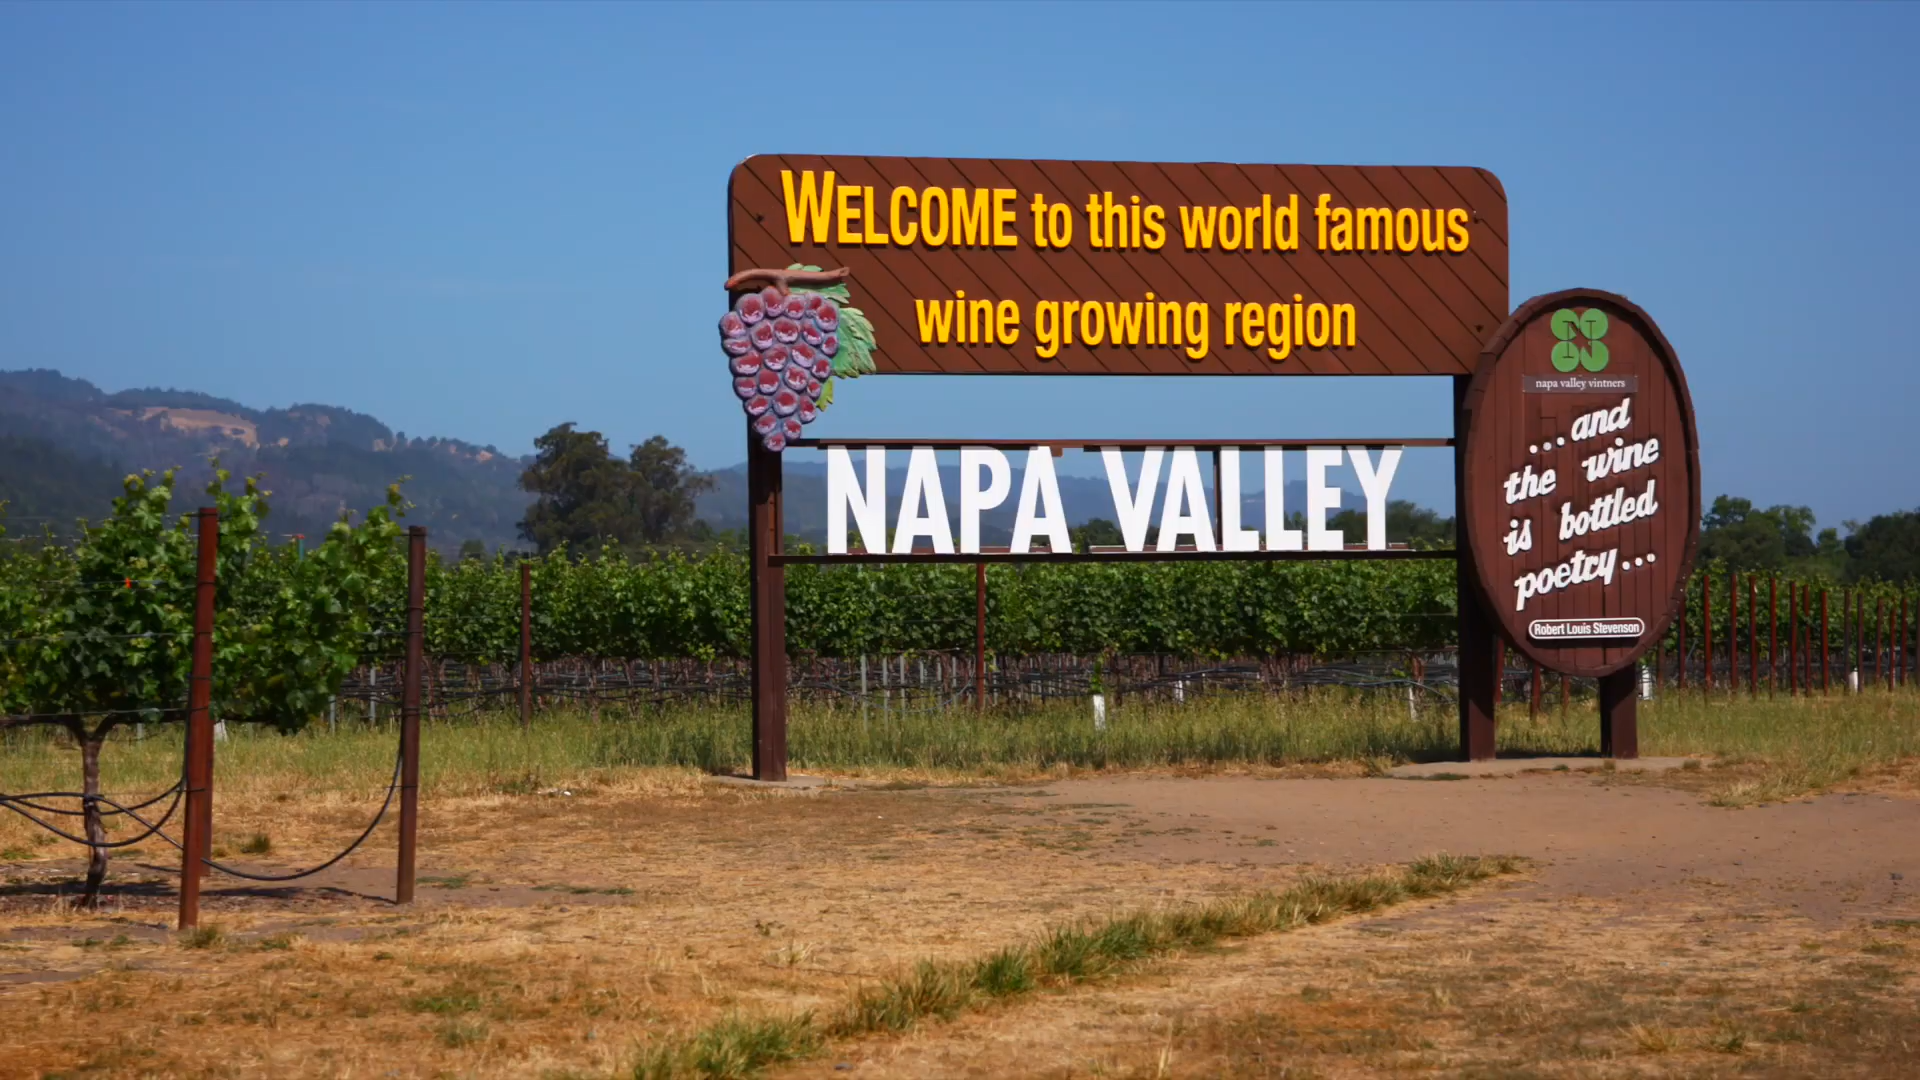 WELCOME to this world famous
wine growing region
NAPA VALLEY
N
napa valley vintners
...and
the wine
is bottled
poetry...
Robert Louis Stevenson